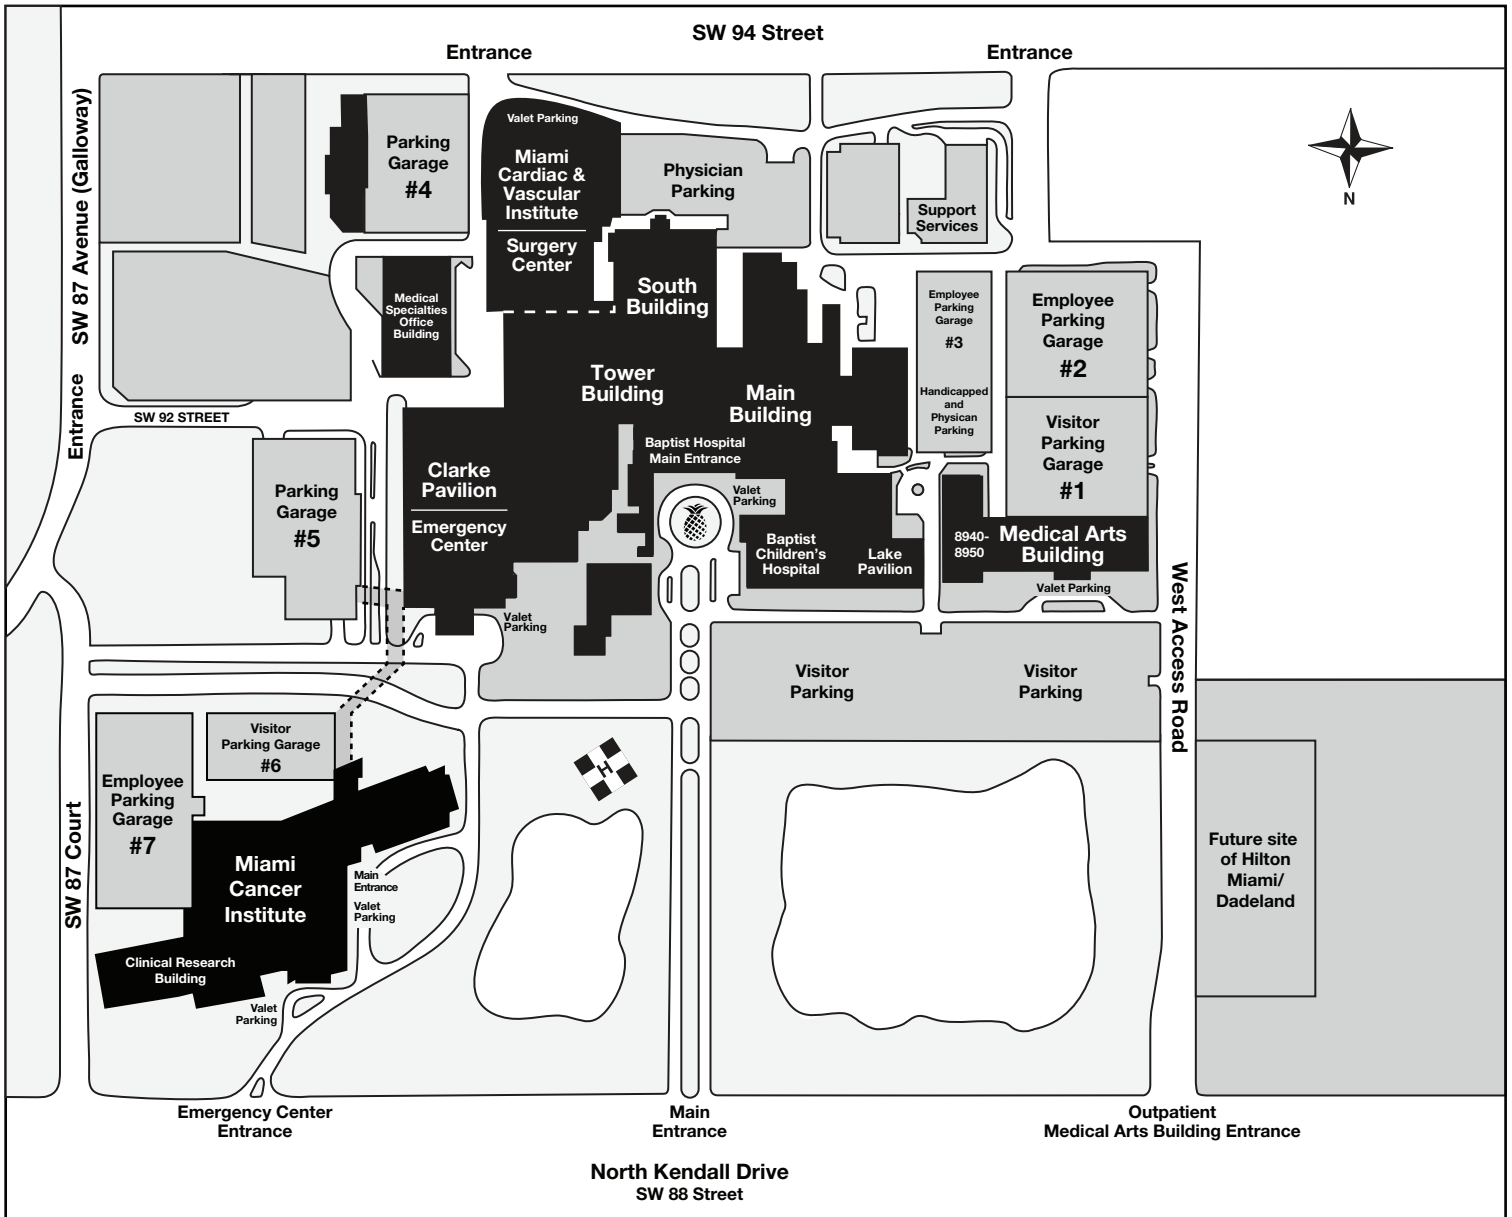 SW 94 Street
Entrance
Entrance
SW 87 Avenue (Galloway)
Parking
Garage
#4
Valet Parking
Miami
Cardiac &
Vascular
Institute
Surgery
Center
Physician
Parking
Support
Services
N
Medical
Specialties
Office
Building
South
Building
Employee
Parking
Garage
#3
Handicapped
and
Physican
Parking
Employee
Parking
Garage
#2
Tower
Building
Main
Building
Entrance
SW 92 STREET
Visitor
Parking
Garage
#1
Baptist Hospital
Main Entrance
Clarke
Pavilion
Emergency
Center
Parking
Garage
#5
Valet
Parking
Baptist
Children's
Hospital
Lake
Pavilion
8940-
8950
Medical Arts
Building
Valet Parking
Valet
Parking
West Access Road
Visitor
Parking
Visitor
Parking
Visitor
Parking Garage
#6
Employee
Parking
Garage
#7
H
SW 87 Court
Miami
Cancer
Institute
Main
Entrance
Valet
Parking
Clinical Research
Building
Valet
Parking
Future site
of Hilton
Miami/
Dadeland
Emergency Center
Entrance
Main
Entrance
Outpatient
Medical Arts Building Entrance
North Kendall Drive
SW 88 Street